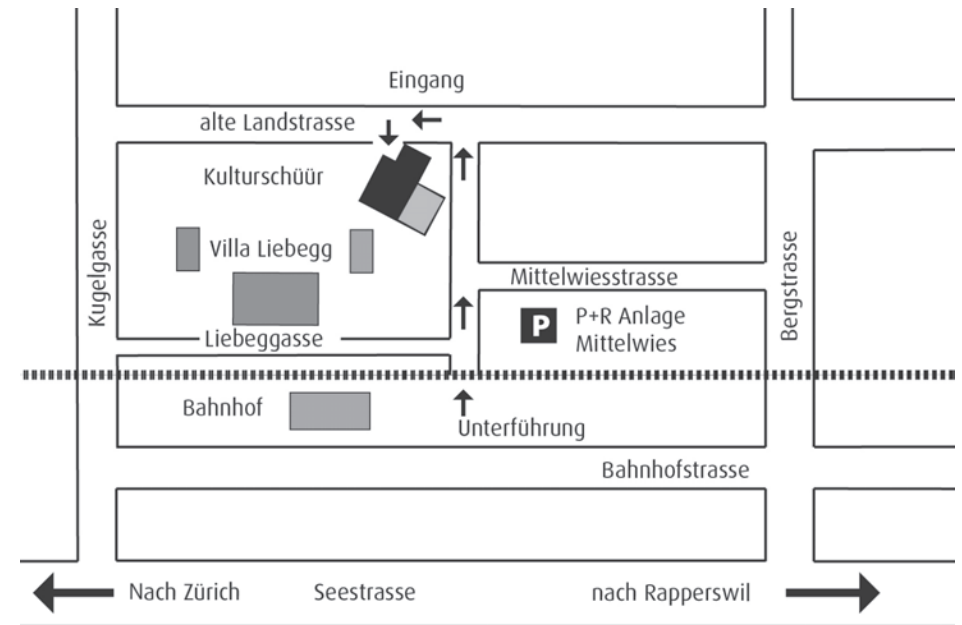 Eingang
alte Landstrasse
Kulturschüür
Kugelgasse
Villa Liebegg
Mittelwiesstrasse
Bergstrasse
P
P+R Anlage
Mittelwies
Liebeggasse
Bahnhof
Unterführung
Bahnhofstrasse
Nach Zürich
Seestrasse
nach Rapperswil